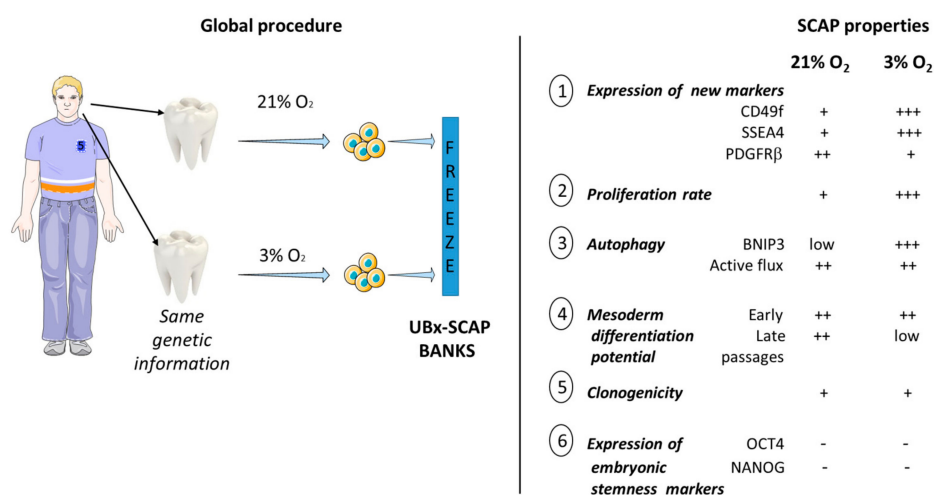 Global procedure
21% O₂
3% O₂
5
FREEZE
Same
genetic
information
UBx-SCAP
BANKS
SCAP properties
21% O₂ 3% O₂
1 Expression of new markers
CD49f + +++
SSEA4 + +++
PDGFRβ ++ +
2 Proliferation rate + +++
3 Autophagy BNIP3 low +++
Active flux ++ ++
4 Mesoderm Early ++ ++
differentiation Late ++ low
potential passages
5 Clonogenicity + +
6 Expression of OCT4 - -
embryonic NANOG - -
stemness markers